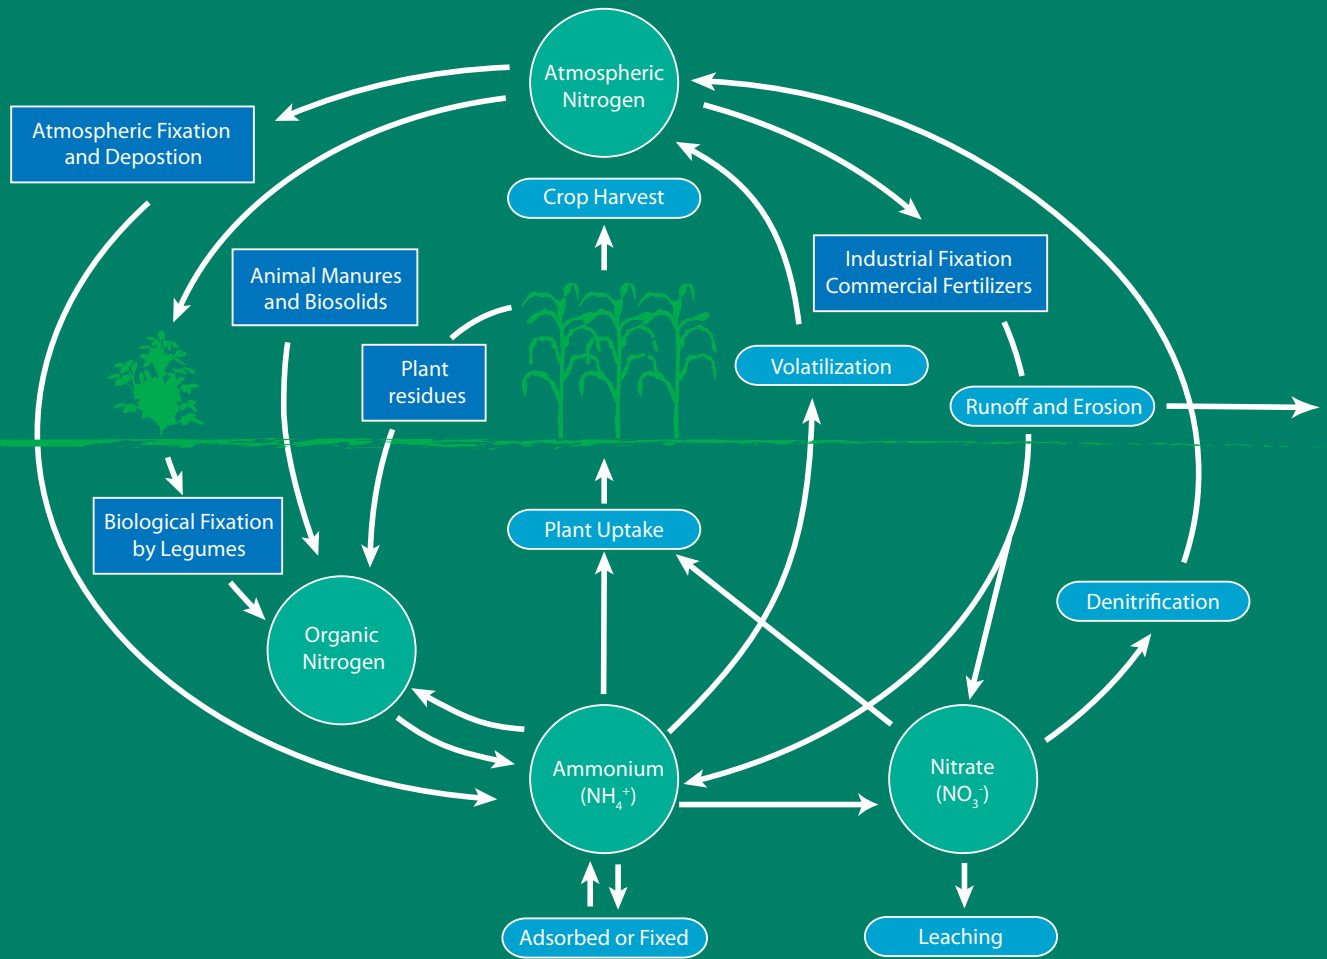 Atmospheric
Nitrogen
Atmospheric Fixation
and Depostion
Crop Harvest
Animal Manures
and Biosolids
Industrial Fixation
Commercial Fertilizers
Plant
residues
Volatilization
Runoff and Erosion
Biological Fixation
by Legumes
Plant Uptake
Denitrification
Organic
Nitrogen
Ammonium
(NH₄⁺)
Nitrate
(NO₃⁻)
Adsorbed or Fixed
Leaching